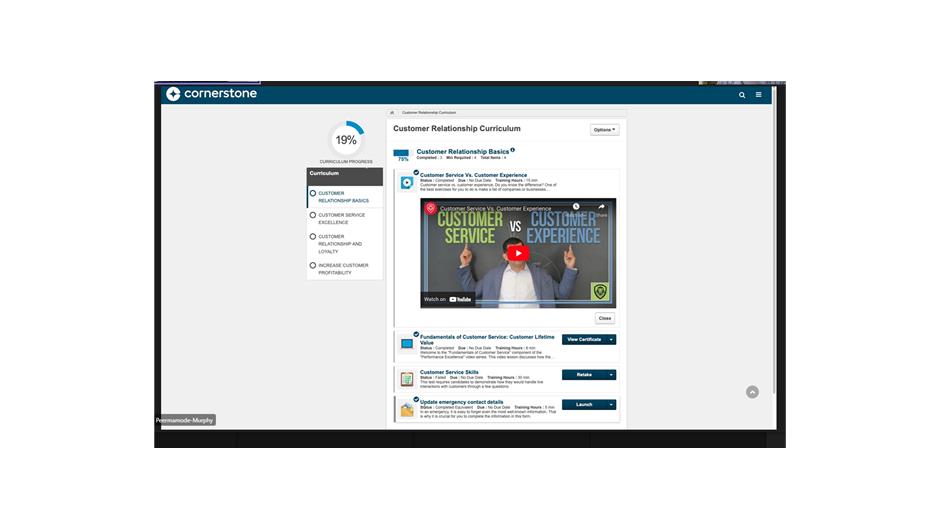 cornerstone
Customer Relationship Curriculum
19%
CURRICULUM PROGRESS
Curriculum
CUSTOMER
RELATIONSHIP BASICS
CUSTOMER SERVICE
EXCELLENCE
CUSTOMER
RELATIONSHIP AND
LOYALTY
INCREASE CUSTOMER
PROFITABILITY
Customer Relationship Curriculum
Options
75%
Customer Relationship Basics
Completed : 3 Min Required : 4 Total Items : 4
Customer Service Vs. Customer Experience
Status : Completed Due : No Due Date Training Hours : 15 min
Customer service vs. customer experience. Do you know the difference? One of
the best exercises for you to do is make a list of companies or businesses...
Customer Service Vs. Customer Experience
Share
CUSTOMER SERVICE
VS
CUSTOMER EXPERIENCE
Watch on YouTube
Close
Fundamentals of Customer Service: Customer Lifetime
Value
Status : Completed Due : No Due Date Training Hours : 6 min
Welcome to the "Fundamentals of Customer Service" component of the
"Performance Excellence" video series. This video lesson discusses how the...
View Certificate
Customer Service Skills
Status : Failed Due : No Due Date Training Hours : 30 min
This test requires candidates to demonstrate how they would handle live
interactions with customers through a few questions
Retake
Update emergency contact details
Status : Completed Equivalent Due : No Due Date Training Hours : 5 min
In an emergency, it is easy to forget even the most well-known information. That
is why it is crucial for you to complete the information in this form.
Launch
Peermamode-Murphy